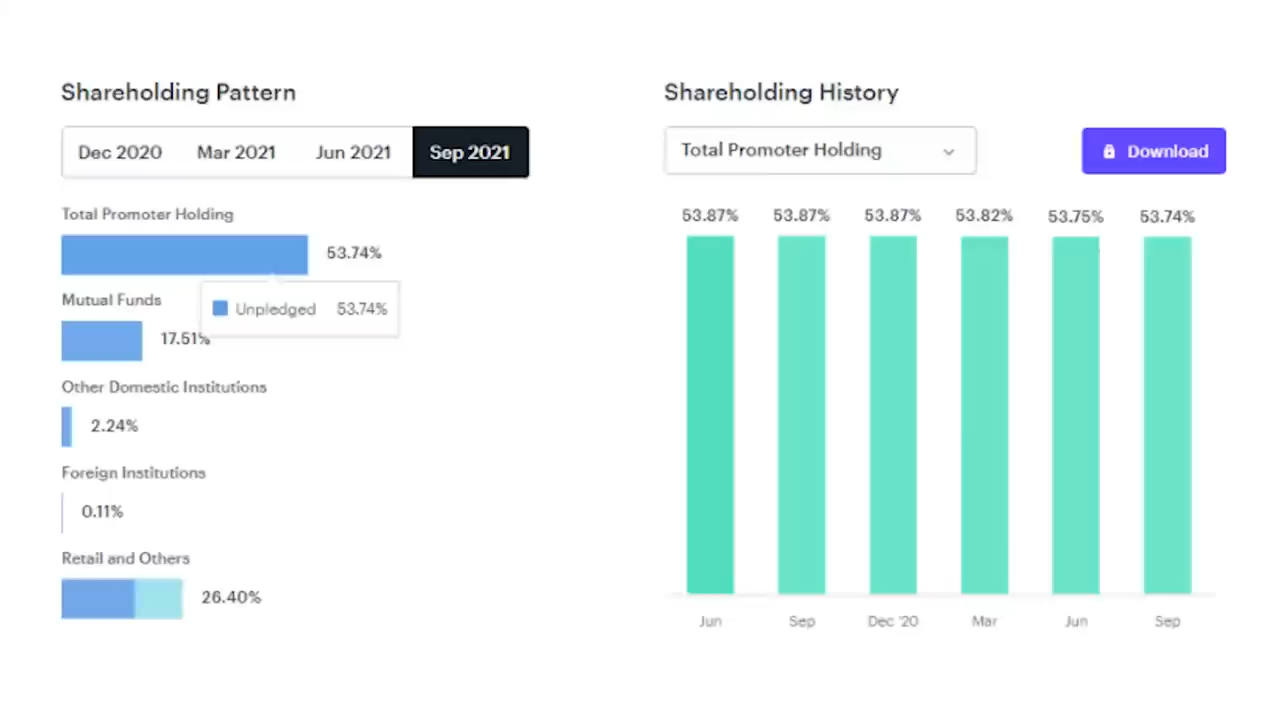 Shareholding Pattern
Dec 2020 Mar 2021 Jun 2021 Sep 2021
Total Promoter Holding
53.74%
Unpledged 53.74%
Mutual Funds
17.51%
Other Domestic Institutions
2.24%
Foreign Institutions
0.11%
Retail and Others
26.40%
Shareholding History
Total Promoter Holding
Download
53.87% 53.87% 53.87% 53.82% 53.75% 53.74%
Jun Sep Dec '20 Mar Jun Sep